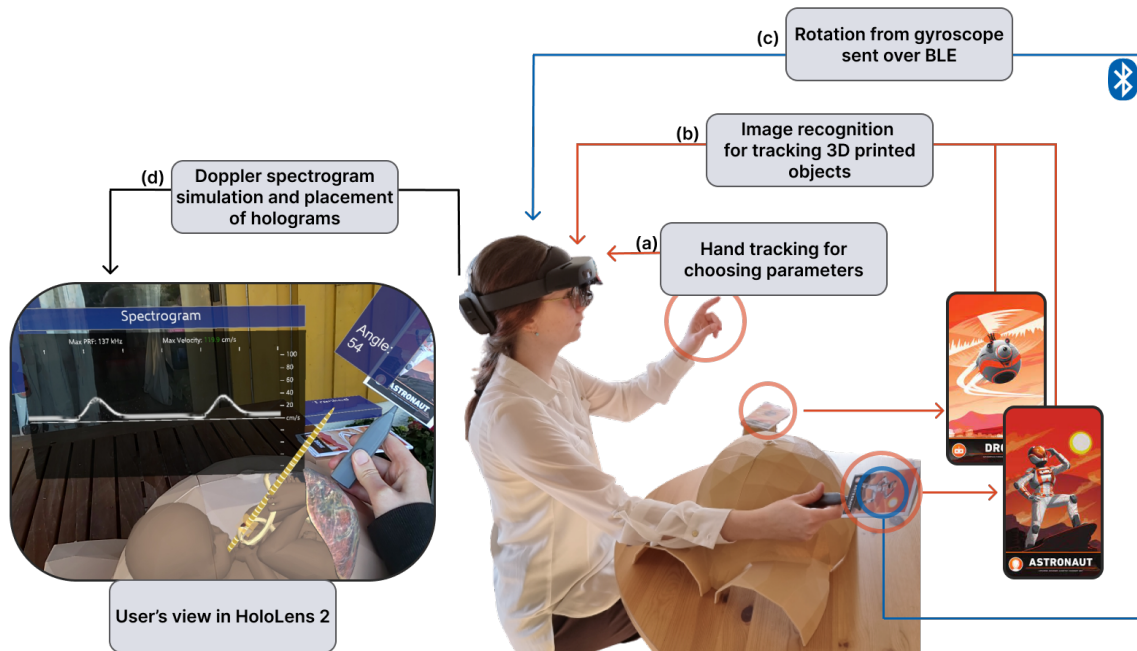 (c)
Rotation from gyroscope
sent over BLE
(b)
Image recognition
for tracking 3D printed
objects
(d)
Doppler spectrogram
simulation and placement
of holograms
(a)
Hand tracking for
choosing parameters
Spectrogram
Max PRF: 137 kHz
Max Velocity: cm/s
100
80
60
40
20
cm/s
Angle:
54
ASTRONAUT
DRO
ASTRONAUT
User's view in HoloLens 2